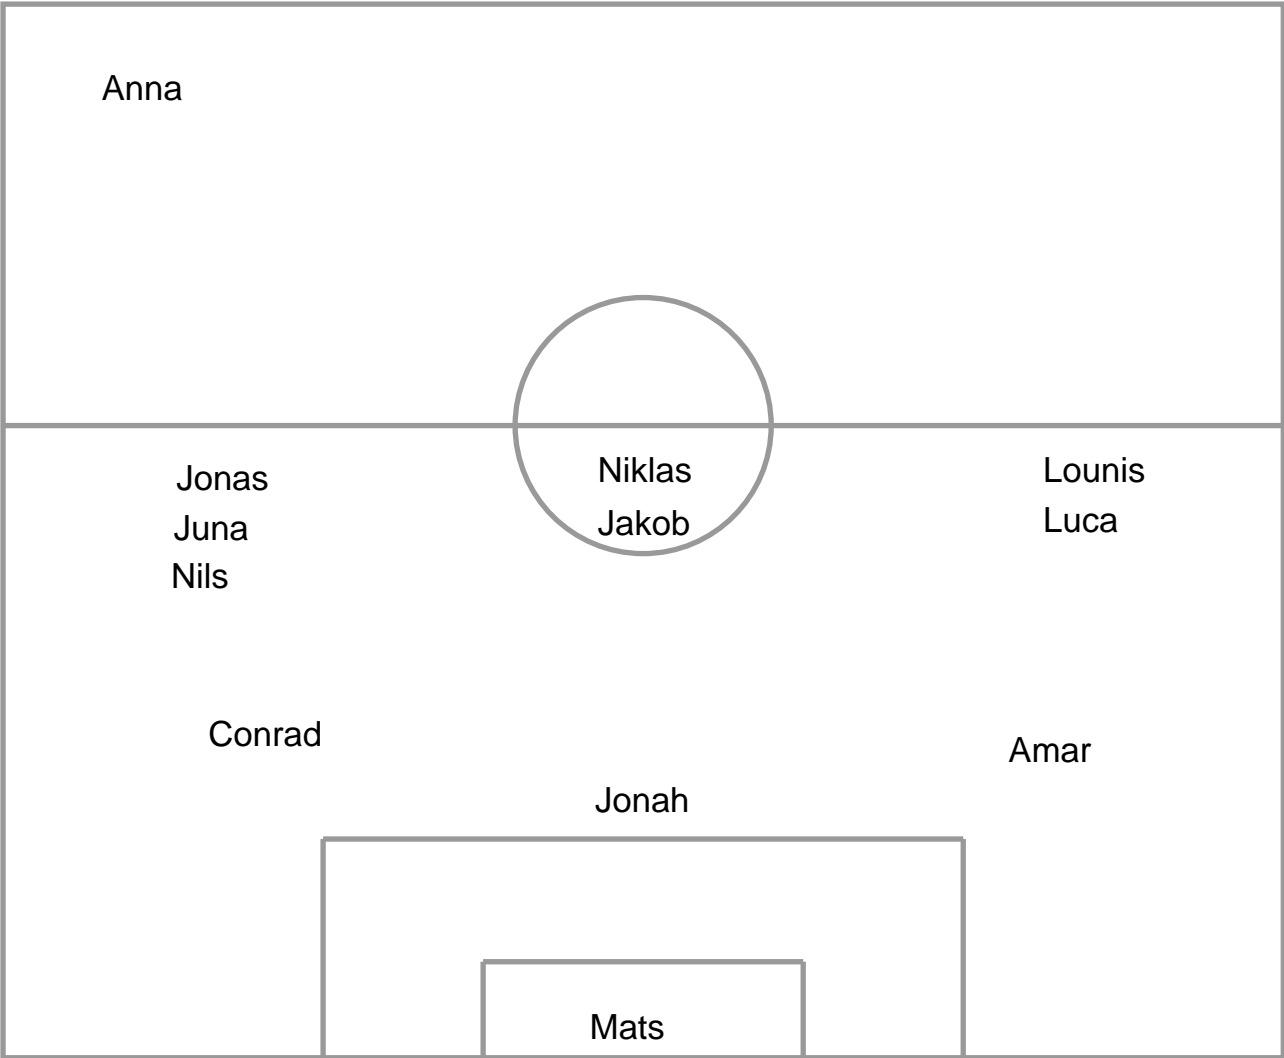 Anna
Jonas
Niklas
Lounis
Juna
Jakob
Luca
Nils
Conrad
Amar
Jonah
Mats